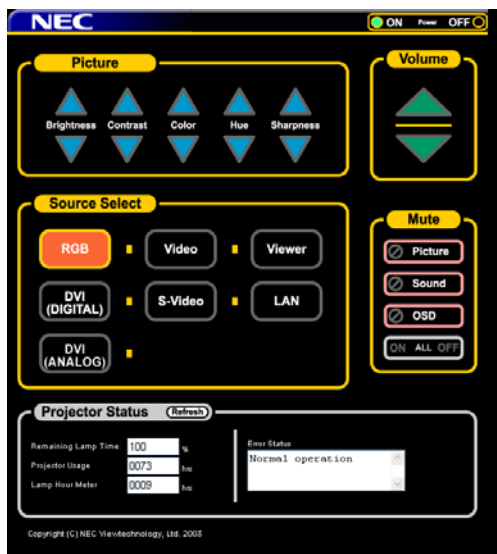 NEC
ON Power OFF
Picture
Brightness Contrast Color Hue Sharpness
Volume
Source Select
RGB Video Viewer
DVI (DIGITAL) S-Video LAN
DVI (ANALOG)
Mute
Picture
Sound
OSD
ON ALL OFF
Projector Status Refresh
Remaining Lamp Time 100 %
Projector Usage 0073 hrs
Lamp Hour Meter 0009 hrs
Error Status
Normal operation
Copyright (C) NEC Viewtechnology, Ltd. 2003